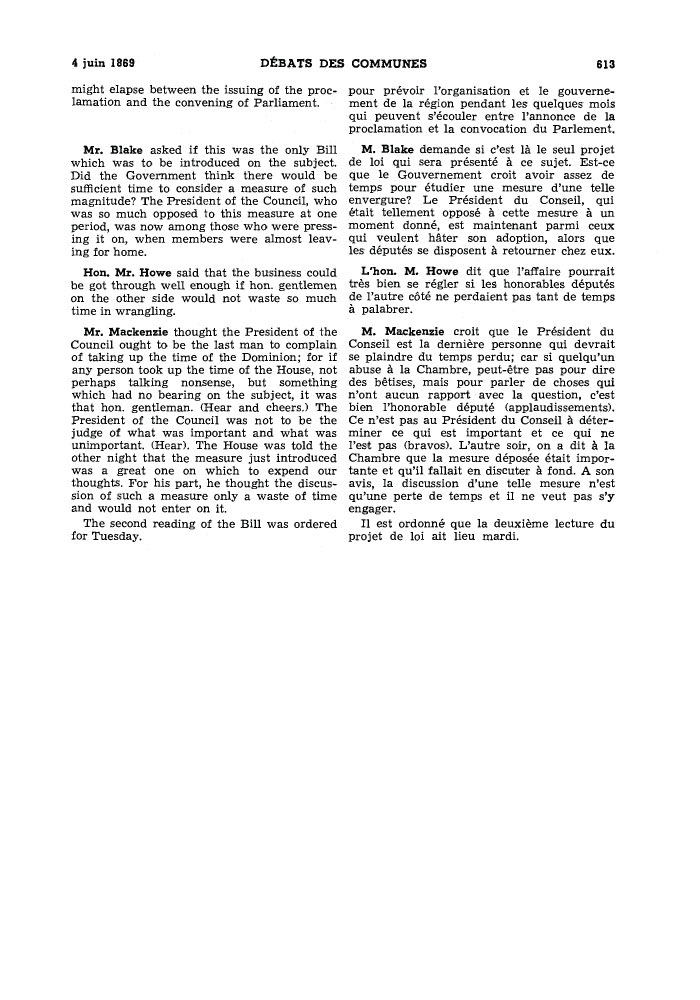 4 juin 1869 DÉBATS DES COMMUNES 613
might elapse between the issuing of the proc-
lamation and the convening of Parliament.
Mr. Blake asked if this was the only Bill
which was to be introduced on the subject.
Did the Government think there would be
sufficient time to consider a measure of such
magnitude? The President of the Council, who
was so much opposed to this measure at one
period, was now among those who were press-
ing it on, when members were almost leav-
ing for home.
Hon. Mr. Howe said that the business could
be got through well enough if hon. gentlemen
on the other side would not waste so much
time in wrangling.
Mr. Mackenzie thought the President of the
Council ought to be the last man to complain
of taking up the time of the Dominion; for if
any person took up the time of the House, not
perhaps talking nonsense, but something
which had no bearing on the subject, it was
that hon. gentleman. (Hear and cheers.) The
President of the Council was not to be the
judge of what was important and what was
unimportant. (Hear). The House was told the
other night that the measure just introduced
was a great one on which to expend our
thoughts. For his part, he thought the discus-
sion of such a measure only a waste of time
and would not enter on it.
The second reading of the Bill was ordered
for Tuesday.
pour prévoir l'organisation et le gouverne-
ment de la région pendant les quelques mois
qui peuvent s'écouler entre l'annonce de la
proclamation et la convocation du Parlement.
M. Blake demande si c'est là le seul projet
de loi qui sera présenté à ce sujet. Est-ce
que le Gouvernement croit avoir assez de
temps pour étudier une mesure d'une telle
envergure? Le Président du Conseil, qui
était tellement opposé à cette mesure à un
moment donné, est maintenant parmi ceux
qui veulent hâter son adoption, alors que
les députés se disposent à retourner chez eux.
L'hon. M. Howe dit que l'affaire pourrait
très bien se régler si les honorables députés
de l'autre côté ne perdaient pas tant de temps
à palabrer.
M. Mackenzie croit que le Président du
Conseil est la dernière personne qui devrait
se plaindre du temps perdu; car si quelqu'un
abuse à la Chambre, peut-être pas pour dire
des bêtises, mais pour parler de choses qui
n'ont aucun rapport avec la question, c'est
bien l'honorable député (applaudissements).
Ce n'est pas au Président du Conseil à déter-
miner ce qui est important et ce qui ne
l'est pas (bravos). L'autre soir, on a dit à la
Chambre que la mesure déposée était impor-
tante et qu'il fallait en discuter à fond. A son
avis, la discussion d'une telle mesure n'est
qu'une perte de temps et il ne veut pas s'y
engager.
Il est ordonné que la deuxième lecture du
projet de loi ait lieu mardi.